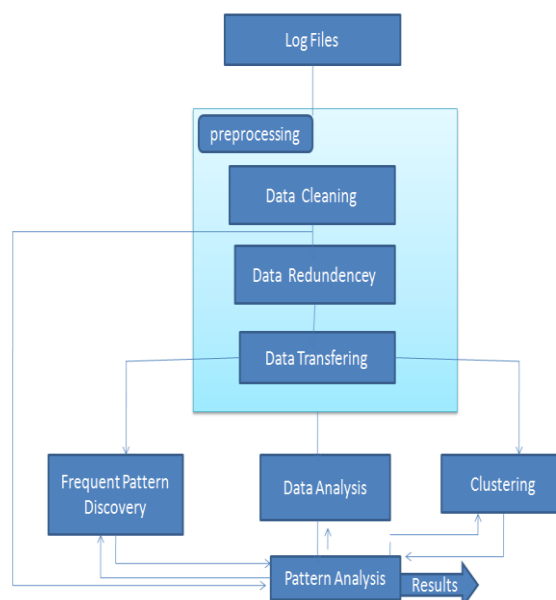 Log Files
preprocessing
Data Cleaning
Data Redundencey
Data Transfering
Frequent Pattern
Discovery
Data Analysis
Clustering
Pattern Analysis
Results